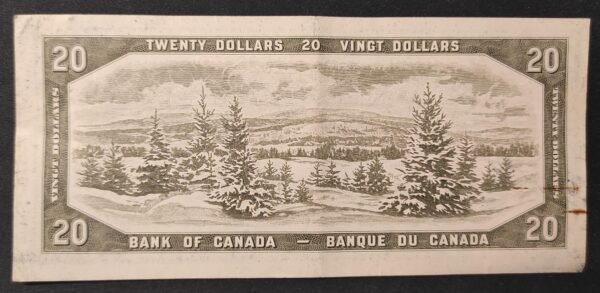 20 TWENTY DOLLARS 20 VINGT DOLLARS 20
VINGT DOLLARS
TWENTY DOLLARS
20 BANK OF CANADA — BANQUE DU CANADA 20